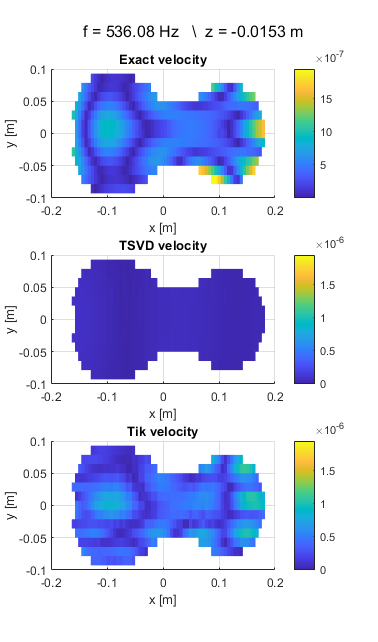 f = 536.08 Hz \ z = -0.0153 m
Exact velocity
×10^-7
0.1
0.05
0
-0.05
-0.1
y [m]
15
10
5
-0.2 -0.1 0 0.1 0.2
x [m]
TSVD velocity
×10^-6
0.1
0.05
0
-0.05
-0.1
y [m]
1.5
1
0.5
0
-0.2 -0.1 0 0.1 0.2
x [m]
Tik velocity
×10^-6
0.1
0.05
0
-0.05
-0.1
y [m]
1.5
1
0.5
0
-0.2 -0.1 0 0.1 0.2
x [m]